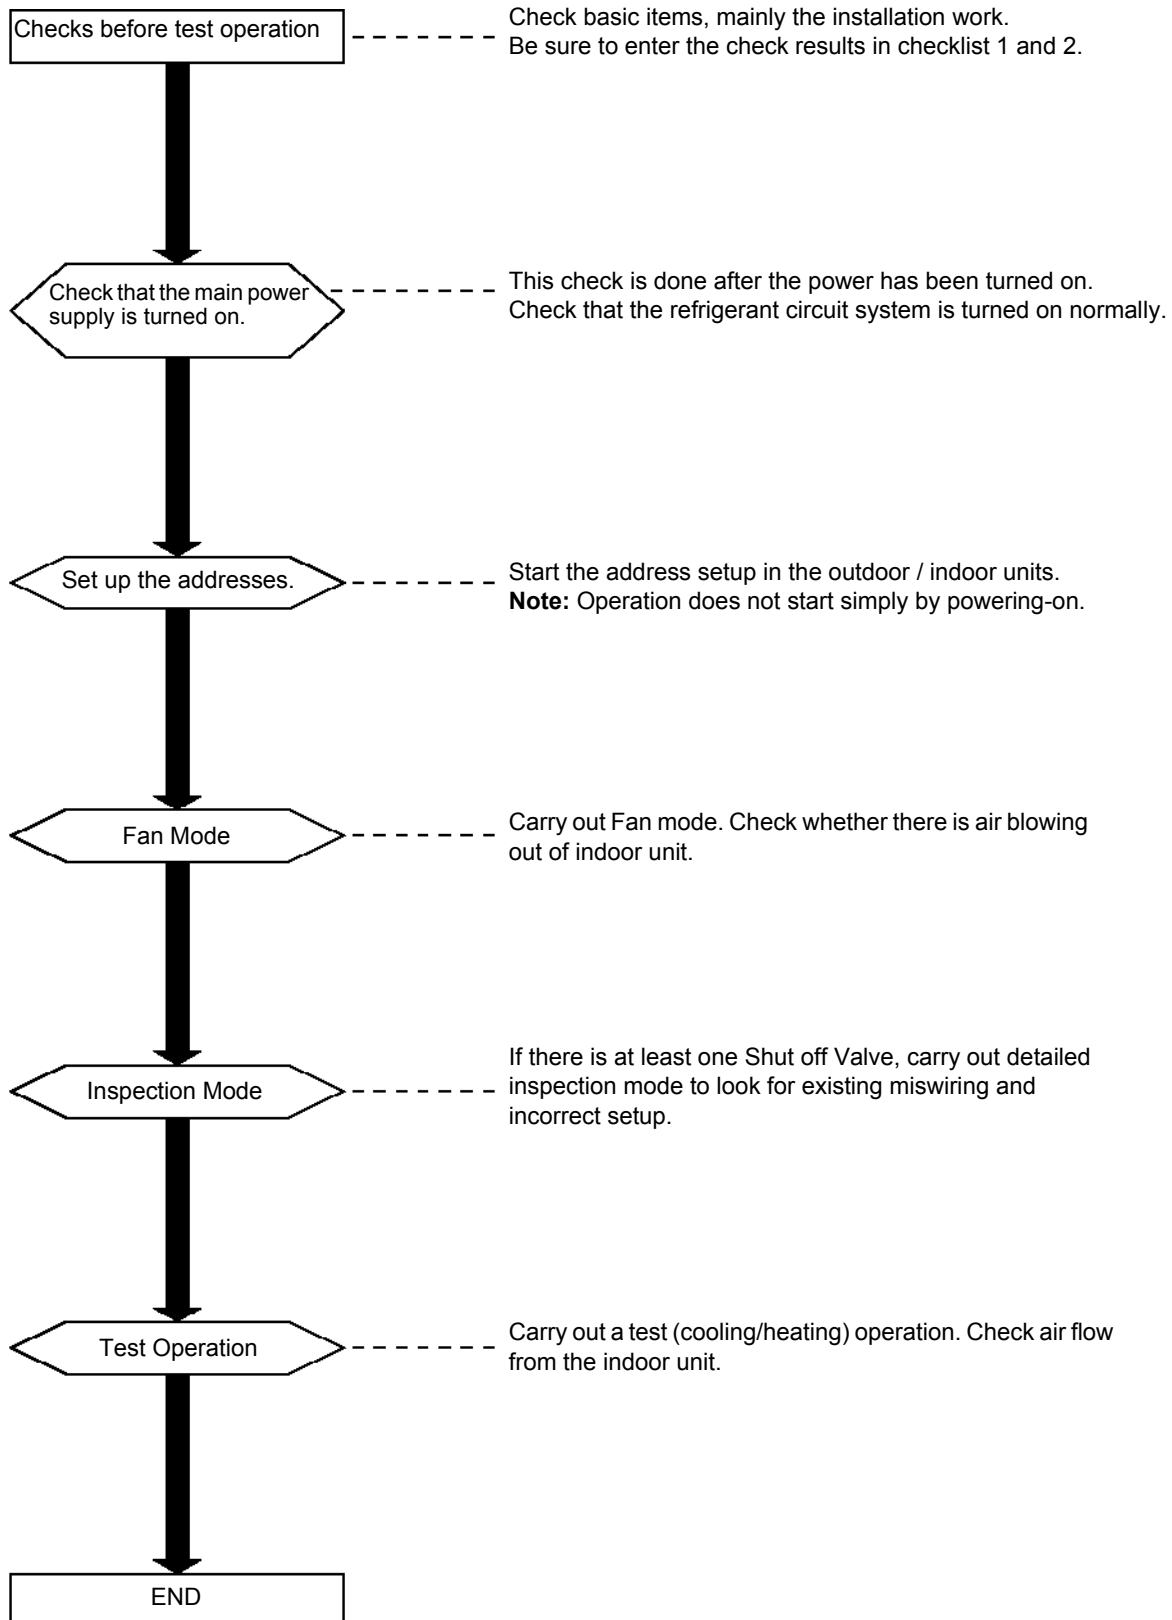 Checks before test operation
Check basic items, mainly the installation work.
Be sure to enter the check results in checklist 1 and 2.
Check that the main power
supply is turned on.
This check is done after the power has been turned on.
Check that the refrigerant circuit system is turned on normally.
Set up the addresses.
Start the address setup in the outdoor / indoor units.
Note: Operation does not start simply by powering-on.
Fan Mode
Carry out Fan mode. Check whether there is air blowing
out of indoor unit.
Inspection Mode
If there is at least one Shut off Valve, carry out detailed
inspection mode to look for existing miswiring and
incorrect setup.
Test Operation
Carry out a test (cooling/heating) operation. Check air flow
from the indoor unit.
END